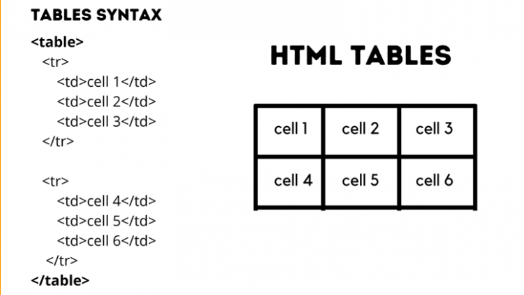 TABLES SYNTAX
<table>
<tr>
<td>cell 1</td>
<td>cell 2</td>
<td>cell 3</td>
</tr>
<tr>
<td>cell 4</td>
<td>cell 5</td>
<td>cell 6</td>
</tr>
</table>
HTML TABLES
cell 1 cell 2 cell 3
cell 4 cell 5 cell 6